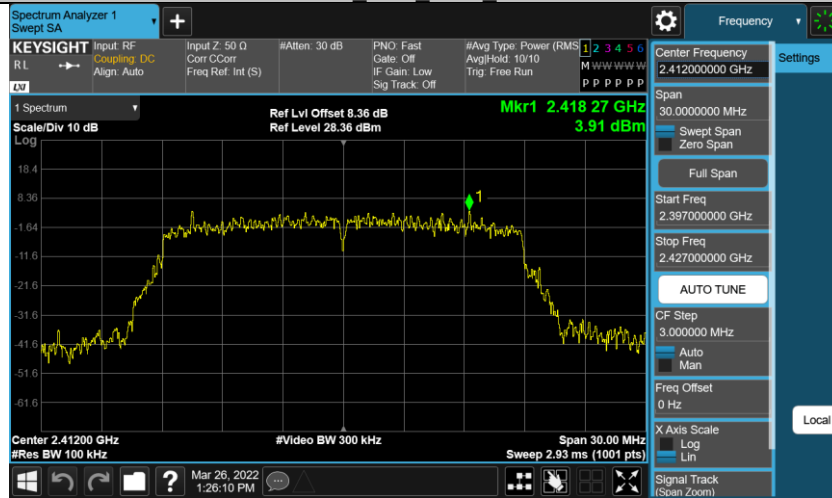 Spectrum Analyzer 1
Swept SA
Frequency
KEYSIGHT
RL
LXI
Input: RF
Coupling: DC
Align: Auto
Input Z: 50 Ω
Corr CCorr
Freq Ref: Int (S)
#Atten: 30 dB
PNO: Fast
Gate: Off
IF Gain: Low
Sig Track: Off
#Avg Type: Power (RMS
Avg|Hold: 10/10
Trig: Free Run
1 2 3 4 5 6
M W W W W W
P P P P P P
1 Spectrum
Scale/Div 10 dB
Log
Ref Lvl Offset 8.36 dB
Ref Level 28.36 dBm
Mkr1 2.418 27 GHz
3.91 dBm
18.4
8.36
-1.64
-11.6
-21.6
-31.6
-41.6
-51.6
-61.6
1
Center 2.41200 GHz
#Res BW 100 kHz
#Video BW 300 kHz
Span 30.00 MHz
Sweep 2.93 ms (1001 pts)
Mar 26, 2022
1:26:10 PM
?
Center Frequency
2.412000000 GHz
Span
30.0000000 MHz
Swept Span
Zero Span
Full Span
Start Freq
2.397000000 GHz
Stop Freq
2.427000000 GHz
AUTO TUNE
CF Step
3.000000 MHz
Auto
Man
Freq Offset
0 Hz
X Axis Scale
Log
Lin
Signal Track
(Span Zoom)
Settings
Local